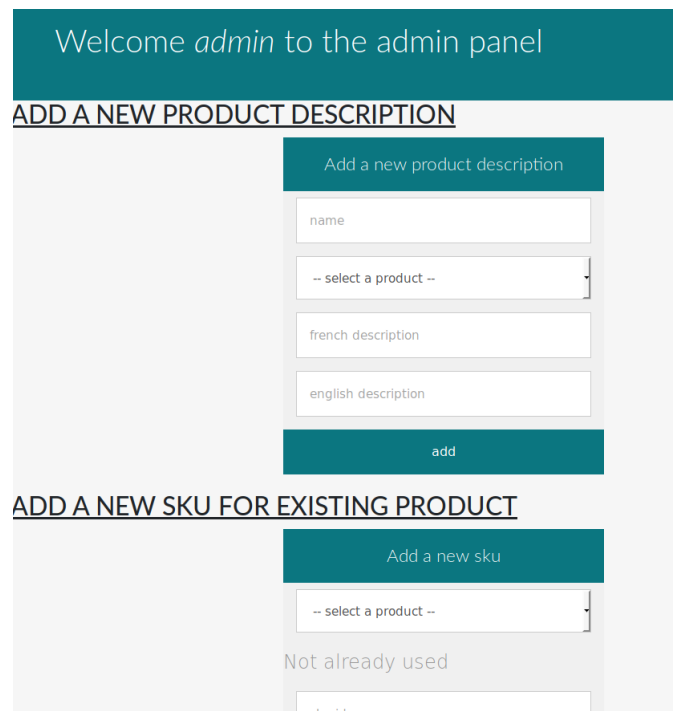 Welcome admin to the admin panel
ADD A NEW PRODUCT DESCRIPTION
Add a new product description
name
-- select a product --
french description
english description
add
ADD A NEW SKU FOR EXISTING PRODUCT
Add a new sku
-- select a product --
Not already used